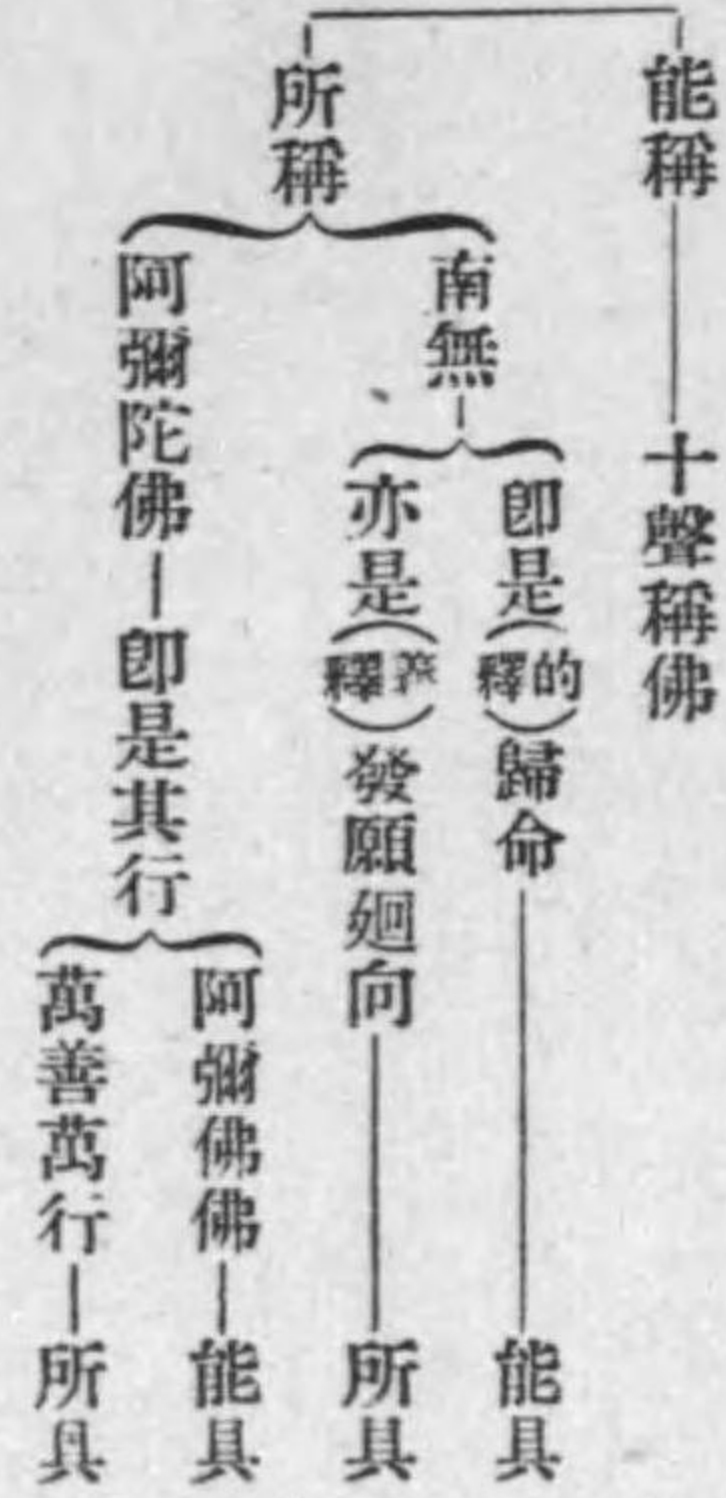 能稱
十聲稱佛
所稱
南無
即是(的釋)歸命
能具
亦是(義釋)發願廻向
所具
阿彌陀佛
即是其行
阿彌佛佛
能具
萬善萬行
所具